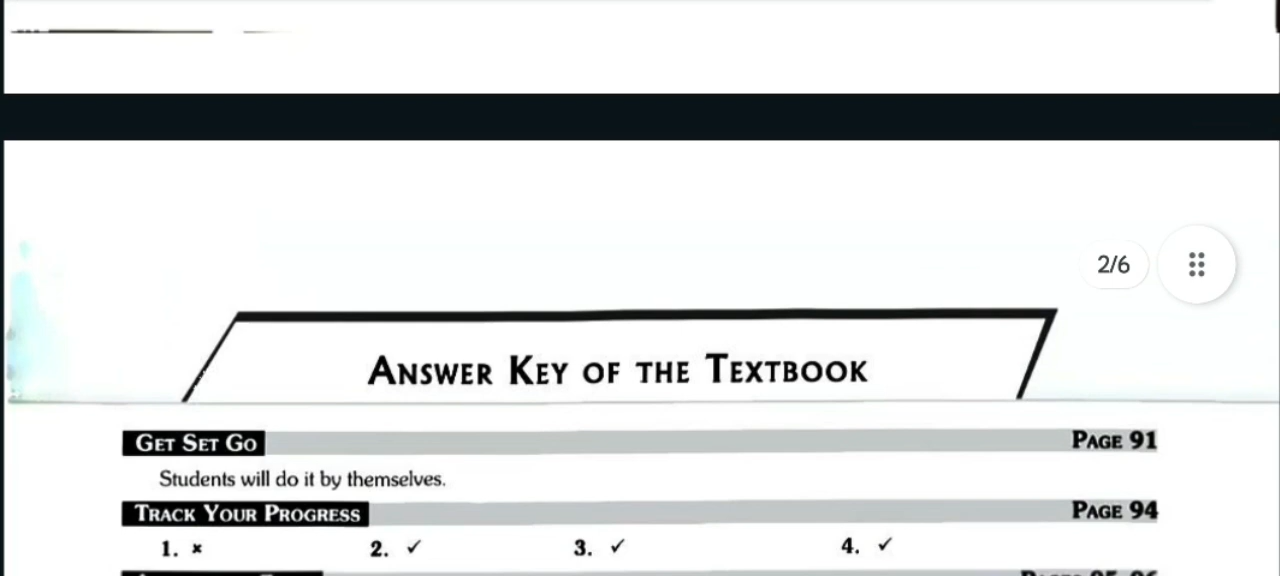 2/6
ANSWER KEY OF THE TEXTBOOK
GET SET GO PAGE 91
Students will do it by themselves.
TRACK YOUR PROGRESS PAGE 94
1. × 2. ✓ 3. ✓ 4. ✓